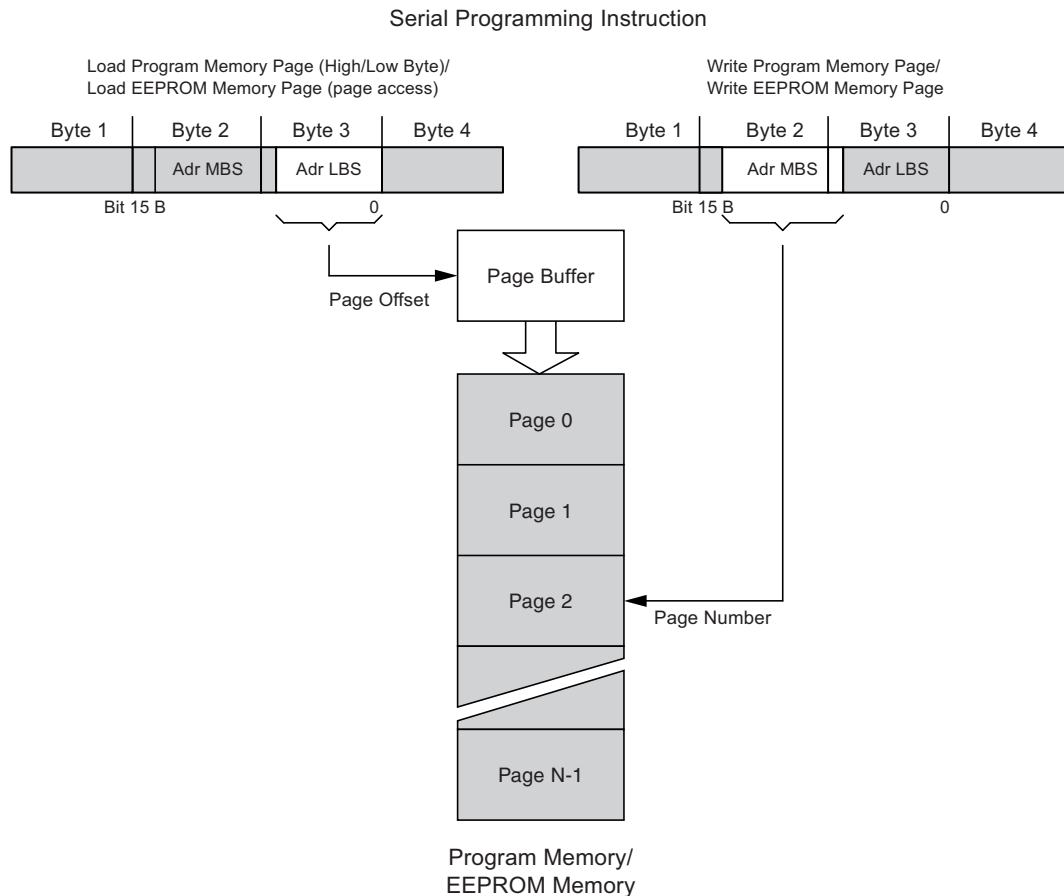 Serial Programming Instruction
Load Program Memory Page (High/Low Byte)/
Load EEPROM Memory Page (page access)
Write Program Memory Page/
Write EEPROM Memory Page
Byte 1 Byte 2 Byte 3 Byte 4
Adr MBS Adr LBS
Bit 15 B 0
Byte 1 Byte 2 Byte 3 Byte 4
Adr MBS Adr LBS
Bit 15 B 0
Page Offset
Page Buffer
Page 0
Page 1
Page 2
Page Number
Page N-1
Program Memory/
EEPROM Memory